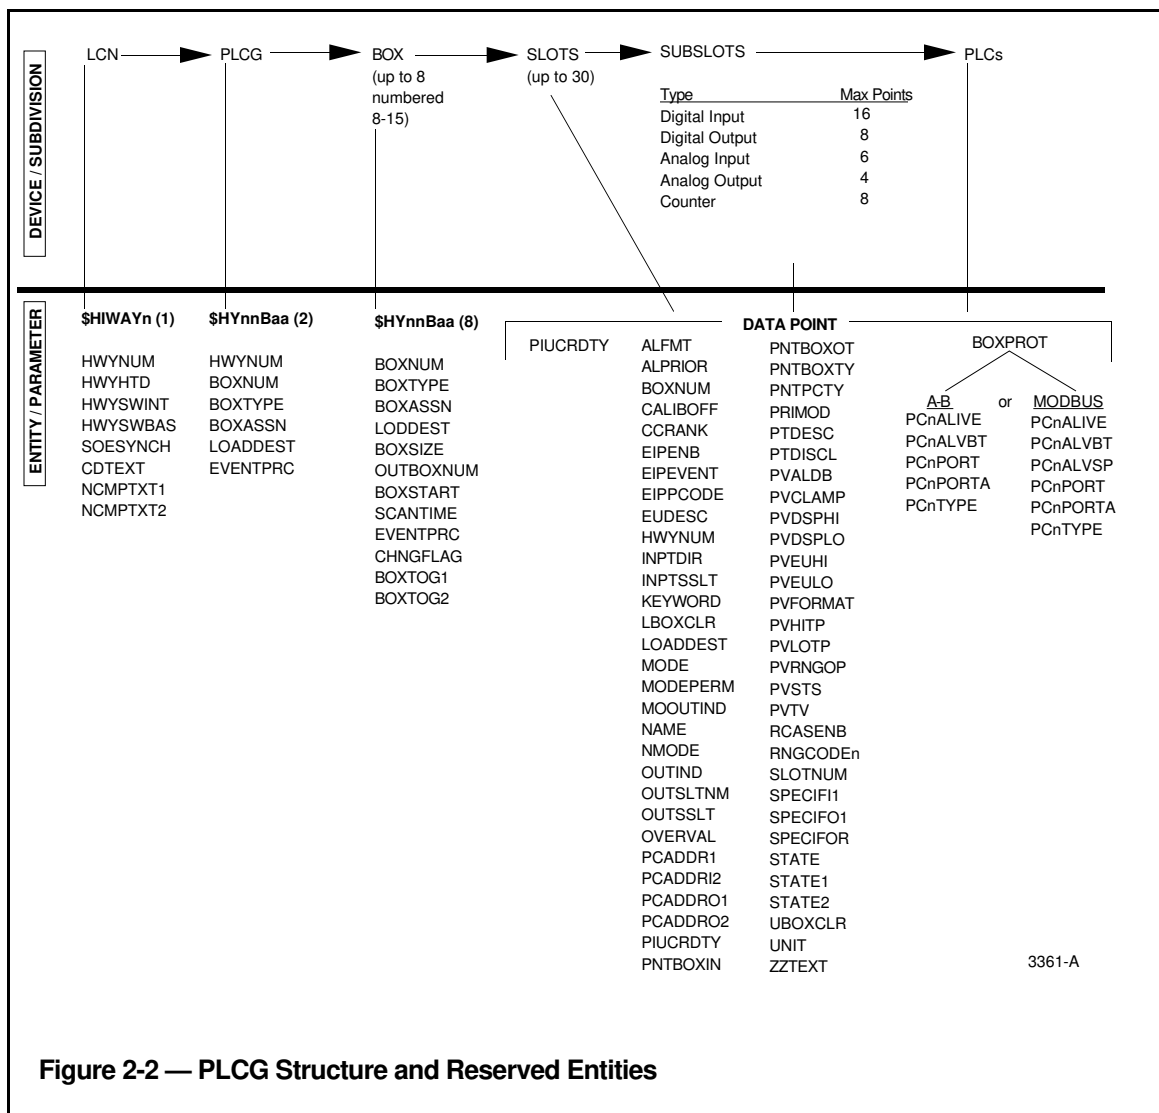 DEVICE / SUBDIVISION
LCN
PLCG
BOX
(up to 8
numbered
8-15)
SLOTS
(up to 30)
SUBSLOTS
PLCs
Type Max Points
Digital Input 16
Digital Output 8
Analog Input 6
Analog Output 4
Counter 8
ENTITY / PARAMETER
$HIWAYn (1)
HWYNUM
HWYHTD
HWYSWINT
HWYSWBAS
SOESYNCH
CDTEXT
NCMPTXT1
NCMPTXT2
$HYnnBaa (2)
HWYNUM
BOXNUM
BOXTYPE
BOXASSN
LOADDEST
EVENTPRC
$HYnnBaa (8)
BOXNUM
BOXTYPE
BOXASSN
LODDEST
BOXSIZE
OUTBOXNUM
BOXSTART
SCANTIME
EVENTPRC
CHNGFLAG
BOXTOG1
BOXTOG2
DATA POINT
PIUCRDTY
ALFMT
ALPRIOR
BOXNUM
CALIBOFF
CCRANK
EIPENB
EIPEVENT
EIPPCODE
EUDESC
HWYNUM
INPTDIR
INPTSSLT
KEYWORD
LBOXCLR
LOADDEST
MODE
MODEPERM
MOOUTIND
NAME
NMODE
OUTIND
OUTSLTNM
OUTSSLT
OVERVAL
PCADDR1
PCADDRI2
PCADDRO1
PCADDRO2
PIUCRDTY
PNTBOXIN
PNTBOXOT
PNTBOXTY
PNTPCTY
PRIMOD
PTDESC
PTDISCL
PVALDB
PVCLAMP
PVDSPHI
PVDSPLO
PVEUHI
PVEULO
PVFORMAT
PVHITP
PVLOTP
PVRNGOP
PVSTS
PVTV
RCASENB
RNGCODEn
SLOTNUM
SPECIFI1
SPECIFO1
SPECIFOR
STATE
STATE1
STATE2
UBOXCLR
UNIT
ZZTEXT
BOXPROT
A-B or MODBUS
PCnALIVE
PCnALVBT
PCnPORT
PCnPORTA
PCnTYPE
PCnALIVE
PCnALVBT
PCnALVSP
PCnPORT
PCnPORTA
PCnTYPE
3361-A
Figure 2-2 — PLCG Structure and Reserved Entities